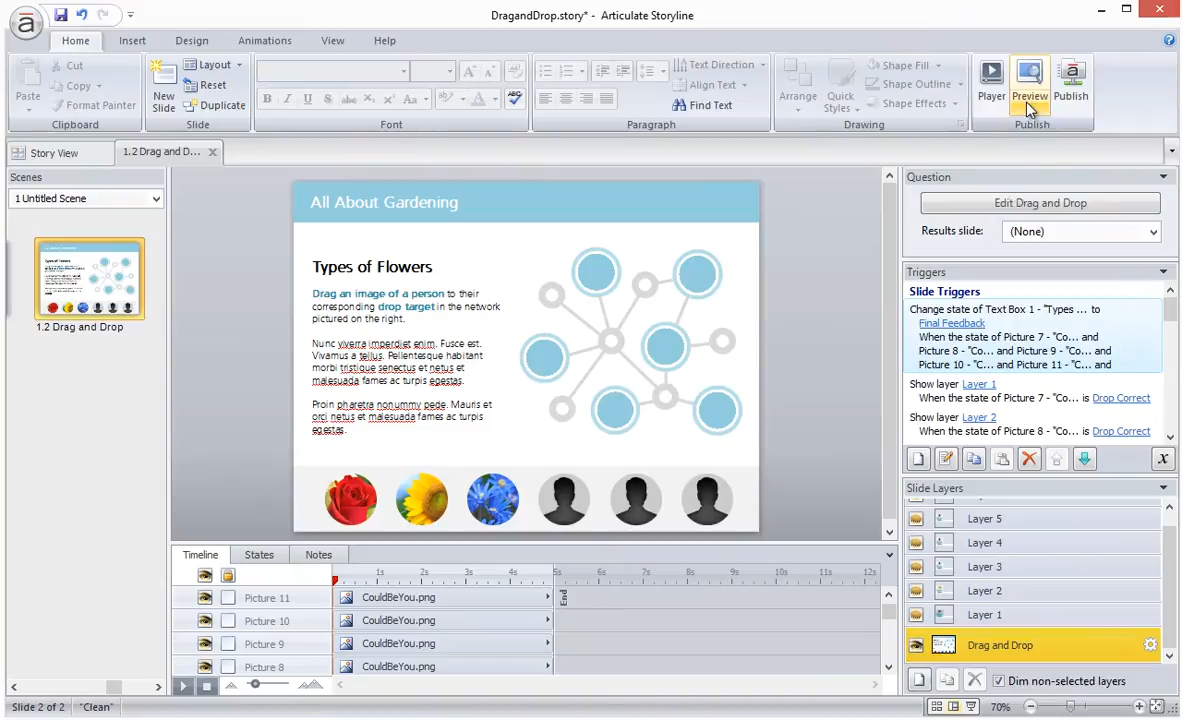 DragandDrop.story* - Articulate Storyline
Home Insert Design Animations View Help
Paste
Cut
Copy
Format Painter
Clipboard
New Slide
Layout
Reset
Duplicate
Slide
B I U S abc X₂ X² Aa
ABC
Font
Text Direction
Align Text
Find Text
Paragraph
Arrange
Quick Styles
Shape Fill
Shape Outline
Shape Effects
Drawing
Player
Preview
Publish
Publish
Story View
1.2 Drag and D...
Scenes
1 Untitled Scene
1.2 Drag and Drop
All About Gardening
Types of Flowers
Drag an image of a person to their
corresponding drop target in the network
pictured on the right.
Nunc viverra imperdiet enim. Fusce est.
Vivamus a tellus. Pellentesque habitant
morbi tristique senectus et netus et
malesuada fames ac turpis egestas.
Proin pharetra nonummy pede. Mauris et
orci netus et malesuada fames ac turpis
egestas.
Question
Edit Drag and Drop
Results slide: (None)
Triggers
Slide Triggers
Change state of Text Box 1 - "Types ... to
Final Feedback
When the state of Picture 7 - "Co... and
Picture 8 - "Co... and Picture 9 - "Co... and
Picture 10 - "C... and Picture 11 - "C... and
Show layer Layer 1
When the state of Picture 7 - "Co... is Drop Correct
Show layer Layer 2
When the state of Picture 8 - "Co... is Drop Correct
x
Slide Layers
Layer 5
Layer 4
Layer 3
Layer 2
Layer 1
Drag and Drop
Dim non-selected layers
Timeline States Notes
1s 2s 3s 4s 5s 6s 7s 8s 9s 10s 11s 12s
End
Picture 11 CouldBeYou.png
Picture 10 CouldBeYou.png
Picture 9 CouldBeYou.png
Picture 8 CouldBeYou.png
Slide 2 of 2 "Clean" 70%